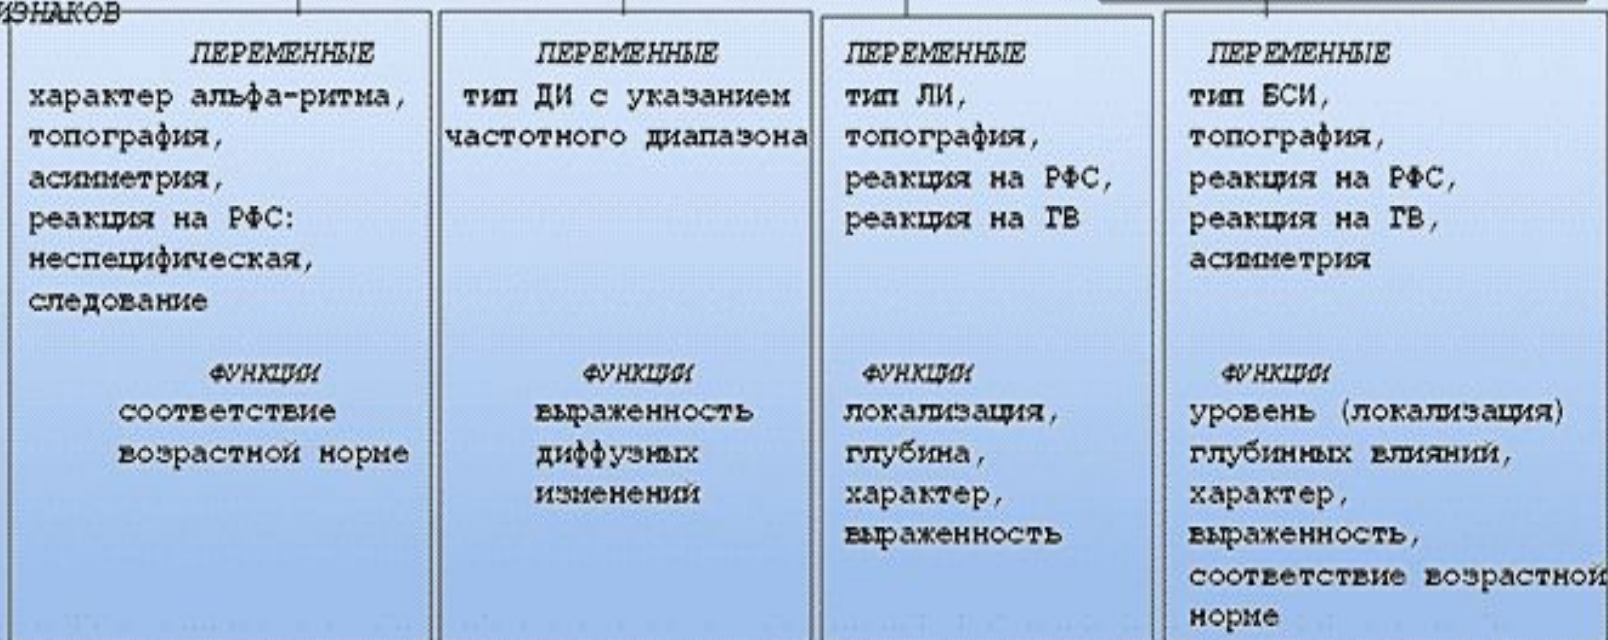 ИЗНАКОВ
ПЕРЕМЕННЫЕ
характер альфа-ритма,
топография,
асимметрия,
реакция на РФС:
неспецифическая,
следование
ФУНКЦИИ
соответствие
возрастной норме
ПЕРЕМЕННЫЕ
тип ДИ с указанием
частотного диапазона
ФУНКЦИИ
выраженность
диффузных
изменений
ПЕРЕМЕННЫЕ
тип ЛИ,
топография,
реакция на РФС,
реакция на ГВ
ФУНКЦИИ
локализация,
глубина,
характер,
выраженность
ПЕРЕМЕННЫЕ
тип БСИ,
топография,
реакция на РФС,
реакция на ГВ,
асимметрия
ФУНКЦИИ
уровень (локализация)
глубинных влияний,
характер,
выраженность,
соответствие возрастной
норме